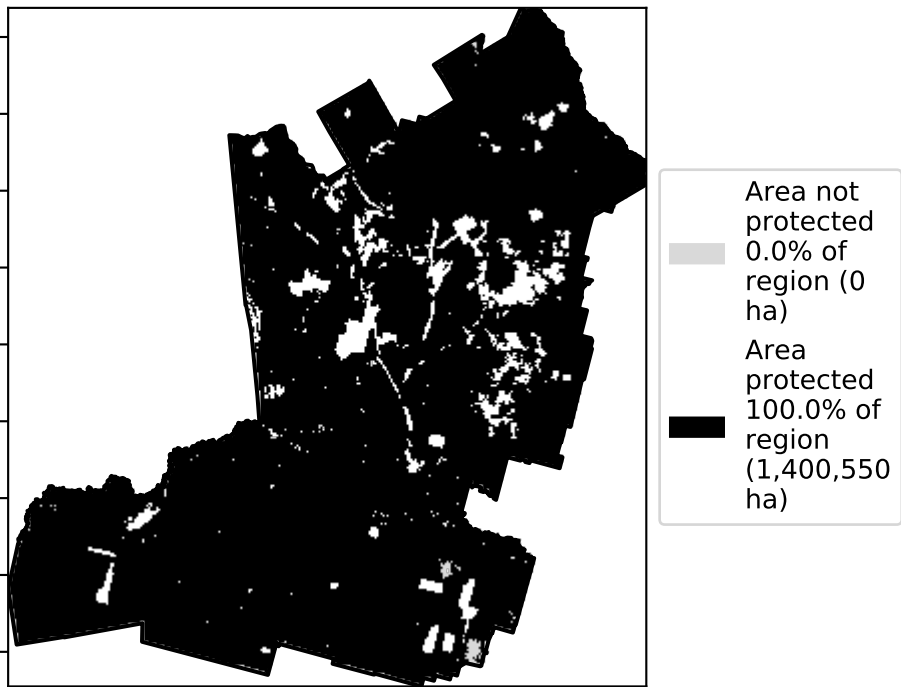 Area not
protected
0.0% of
region (0
ha)
Area
protected
100.0% of
region
(1,400,550
ha)